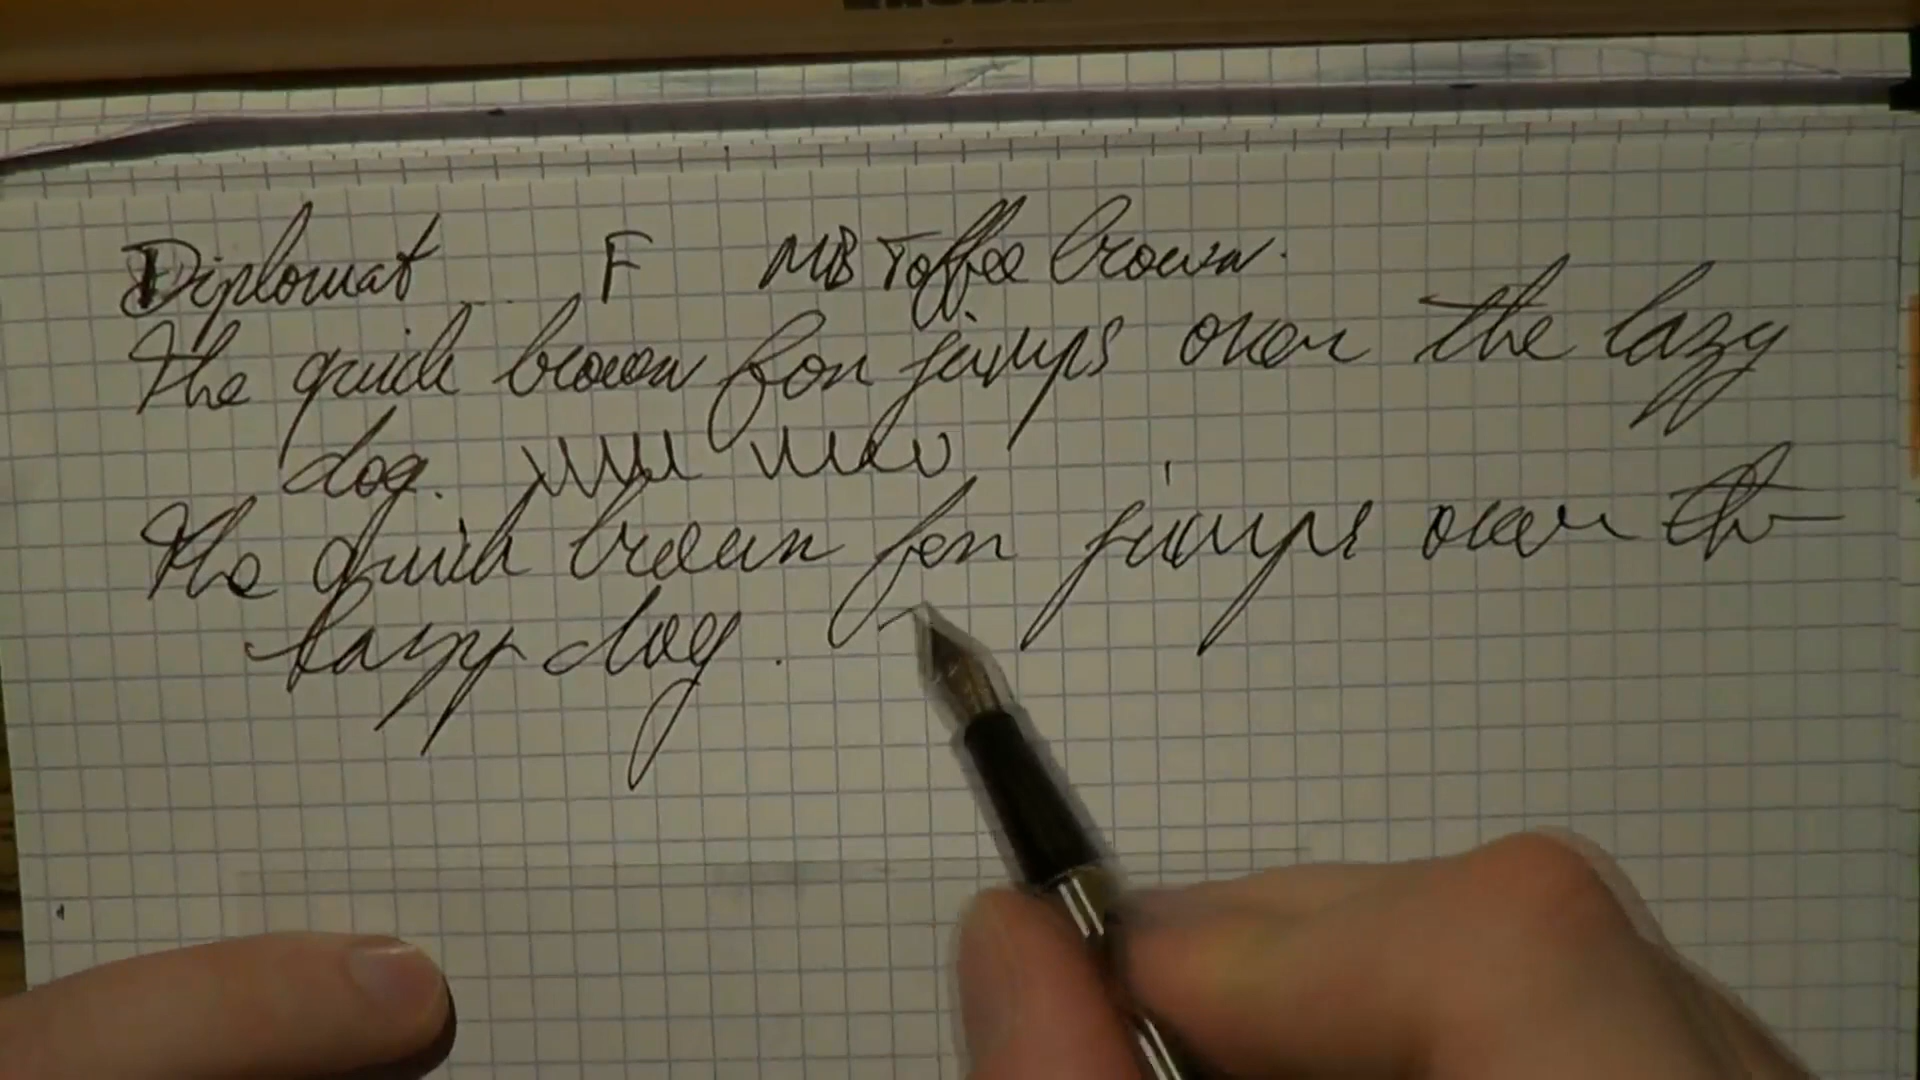 Diplomat F MB Toffee brown.
The quick brown fox jumps over the lazy
dog.
The quick brown fox jumps over the
lazy dog.